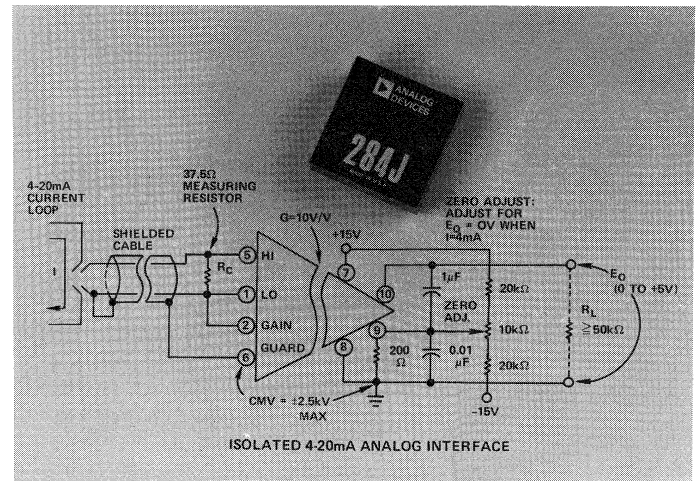 ANALOG
DEVICES
284J
4-20mA
CURRENT
LOOP
I
SHIELDED
CABLE
37.5Ω
MEASURING
RESISTOR
RC
G=10V/V
5 HI
1 LO
2 GAIN
6 GUARD
CMV = ±2.5kV
MAX
+15V
7
10
9
8
1μF
ZERO
ADJ.
200
Ω
0.01
μF
ZERO ADJUST:
ADJUST FOR
EO = OV WHEN
I=4mA
20kΩ
10kΩ
20kΩ
-15V
EO
(0 TO +5V)
RL
≥50kΩ
ISOLATED 4-20mA ANALOG INTERFACE